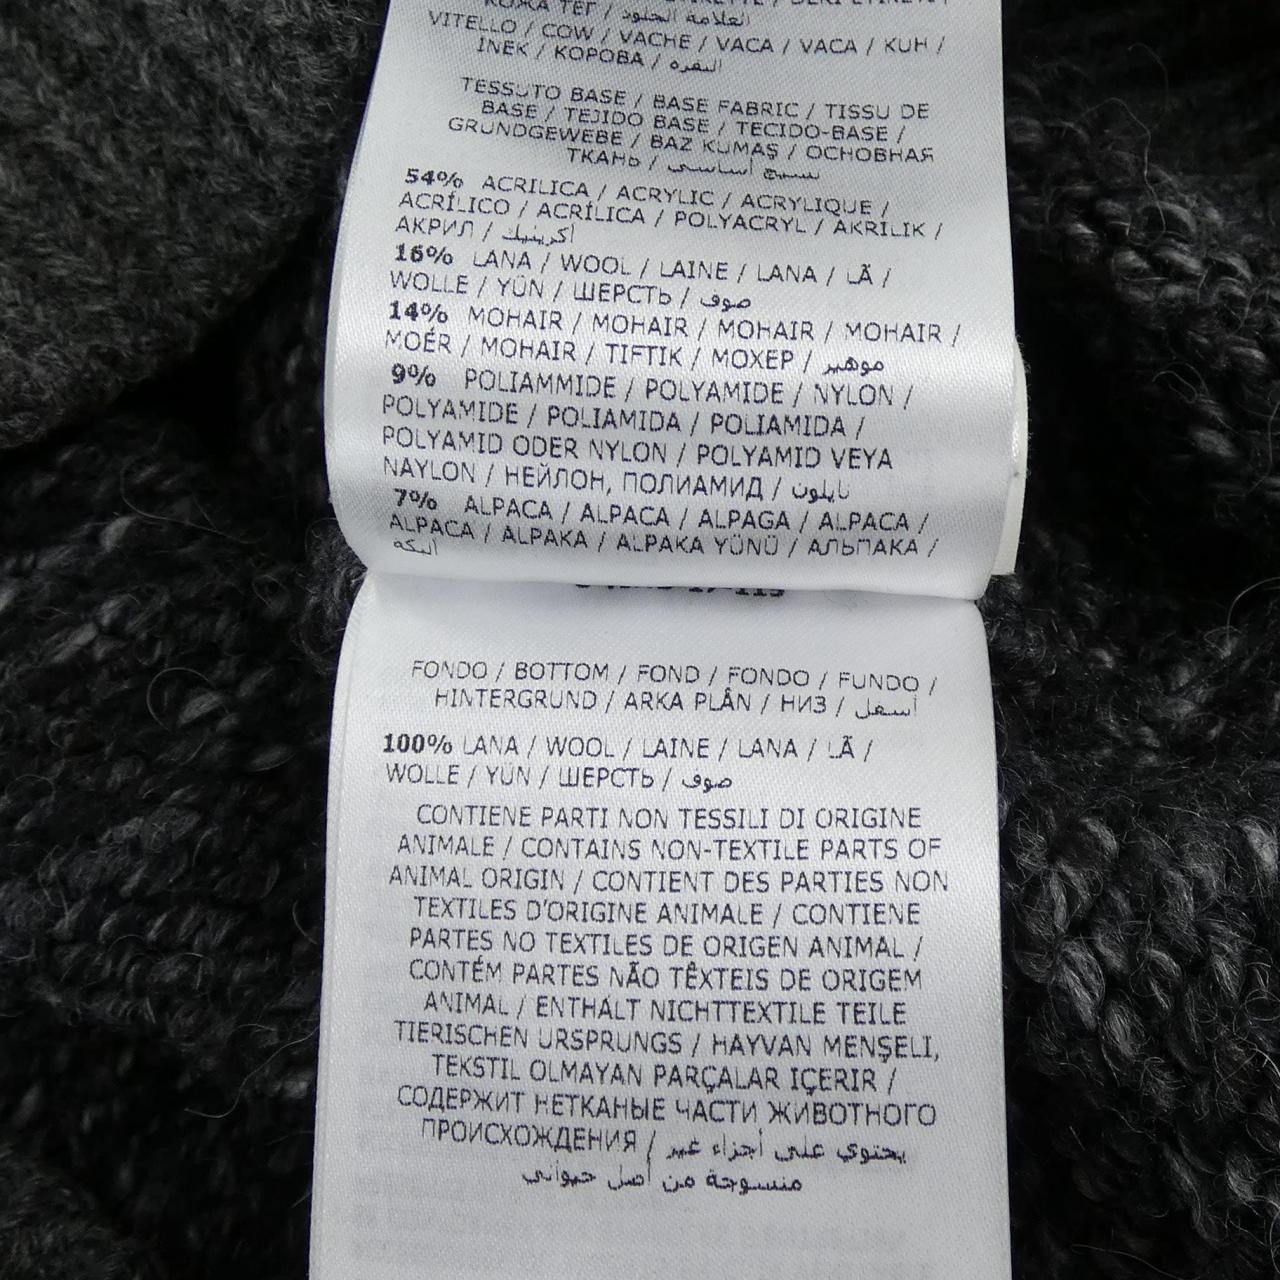 КОЖА ТЕГ / العلامة الجلود
VITELLO / COW / VACHE / VACA / VACA / KUH /
İNEK / КОРОВА / البقره
TESSUTO BASE / BASE FABRIC / TISSU DE
BASE / TEJIDO BASE / TECIDO-BASE /
GRUNDGEWEBE / BAZ KUMAŞ / ОСНОВНАЯ
ТКАНЬ / نسيج أساسي
54% ACRILICA / ACRYLIC / ACRYLIQUE /
ACRÍLICO / ACRÍLICA / POLYACRYL / AKRILIK /
АКРИЛ / أكريليك
16% LANA / WOOL / LAINE / LANA / LÃ /
WOLLE / YÜN / ШЕРСТЬ / صوف
14% MOHAIR / MOHAIR / MOHAIR / MOHAIR /
MOÉR / MOHAIR / TIFTIK / МОХЕР / موهير
9% POLIAMMIDE / POLYAMIDE / NYLON /
POLYAMIDE / POLIAMIDA / POLIAMIDA /
POLYAMID ODER NYLON / POLYAMID VEYA
NAYLON / НЕЙЛОН, ПОЛИАМИД / نايلون
7% ALPACA / ALPACA / ALPAGA / ALPACA /
ALPACA / ALPAKA / ALPAKA YÜNÜ / АЛЬПАКА /
ألبكة
FONDO / BOTTOM / FOND / FONDO / FUNDO /
HINTERGRUND / ARKA PLÂN / НИЗ / أسفل
100% LANA / WOOL / LAINE / LANA / LÃ /
WOLLE / YÜN / ШЕРСТЬ / صوف
CONTIENE PARTI NON TESSILI DI ORIGINE
ANIMALE / CONTAINS NON-TEXTILE PARTS OF
ANIMAL ORIGIN / CONTIENT DES PARTIES NON
TEXTILES D'ORIGINE ANIMALE / CONTIENE
PARTES NO TEXTILES DE ORIGEN ANIMAL /
CONTÉM PARTES NÃO TÊXTEIS DE ORIGEM
ANIMAL / ENTHÄLT NICHTTEXTILE TEILE
TIERISCHEN URSPRUNGS / HAYVAN MENŞELI,
TEKSTIL OLMAYAN PARÇALAR IÇERIR /
СОДЕРЖИТ НЕТКАНЫЕ ЧАСТИ ЖИВОТНОГО
ПРОИСХОЖДЕНИЯ / يحتوي على أجزاء غير
منسوجة من أصل حيواني